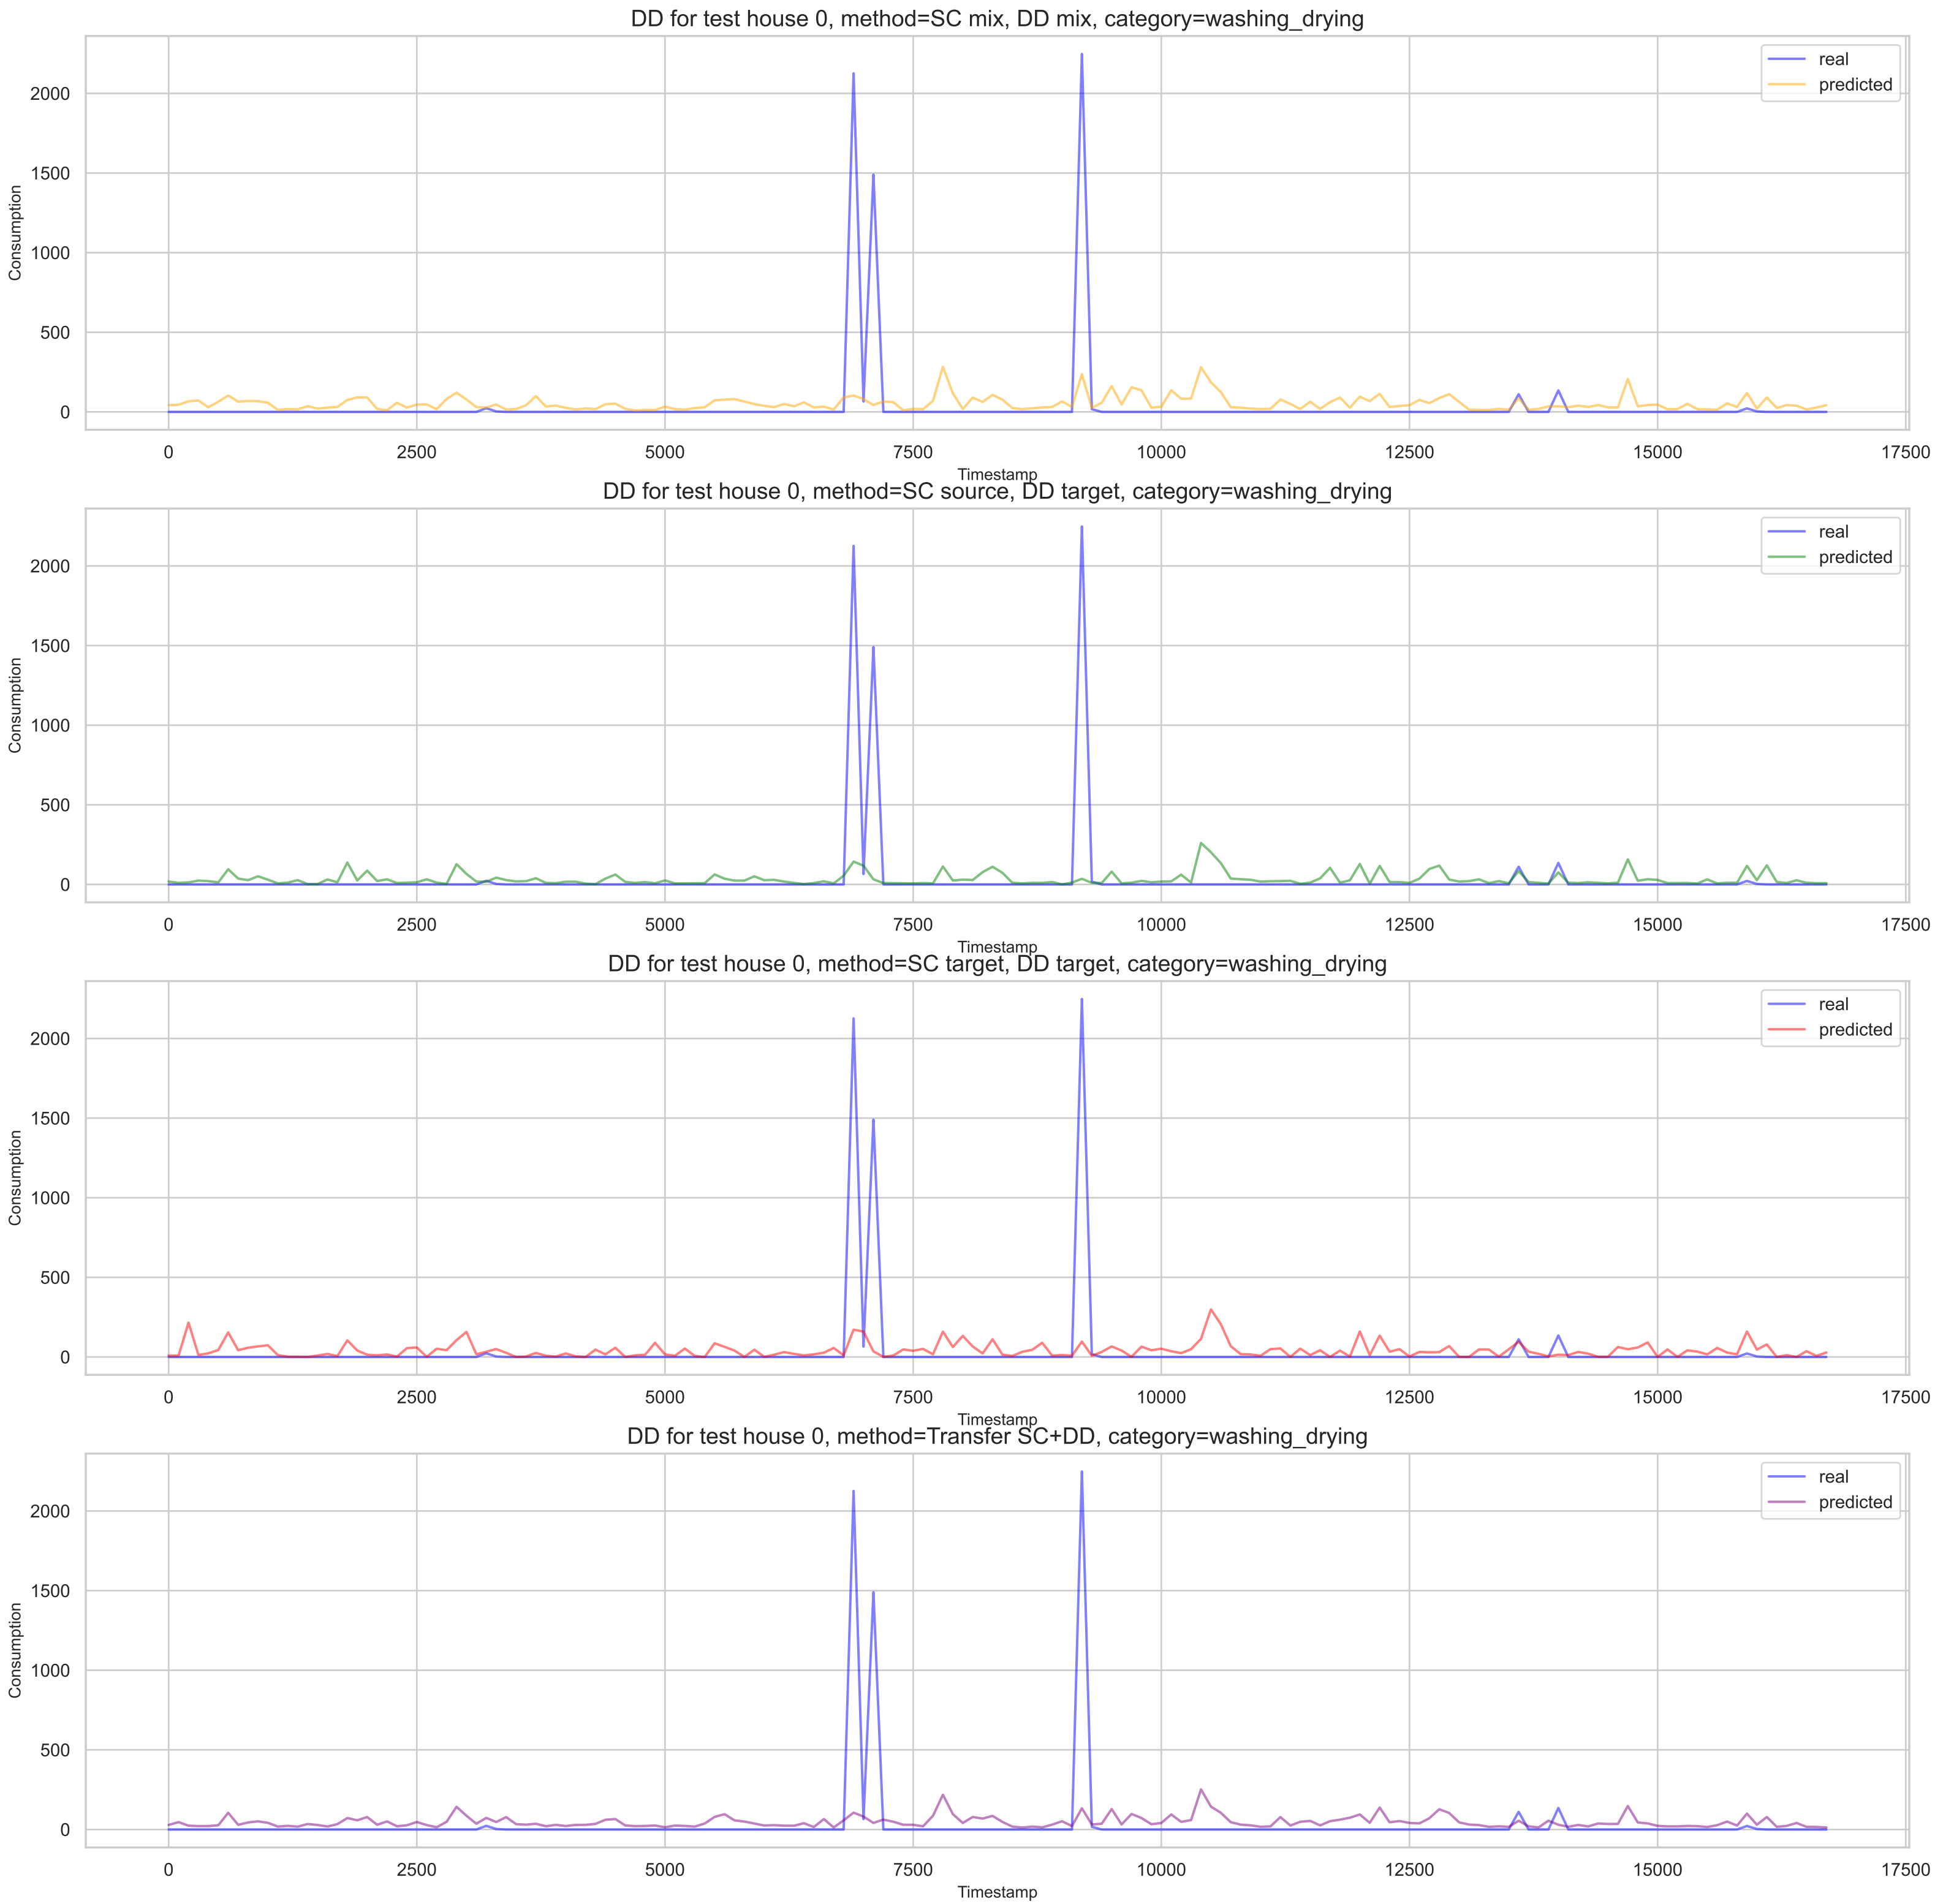 DD for test house 0, method=SC mix, DD mix, category=washing_drying
real
predicted
2000
1500
1000
500
0
Consumption
0 2500 5000 7500 10000 12500 15000 17500
Timestamp
DD for test house 0, method=SC source, DD target, category=washing_drying
real
predicted
2000
1500
1000
500
0
Consumption
0 2500 5000 7500 10000 12500 15000 17500
Timestamp
DD for test house 0, method=SC target, DD target, category=washing_drying
real
predicted
2000
1500
1000
500
0
Consumption
0 2500 5000 7500 10000 12500 15000 17500
Timestamp
DD for test house 0, method=Transfer SC+DD, category=washing_drying
real
predicted
2000
1500
1000
500
0
Consumption
0 2500 5000 7500 10000 12500 15000 17500
Timestamp